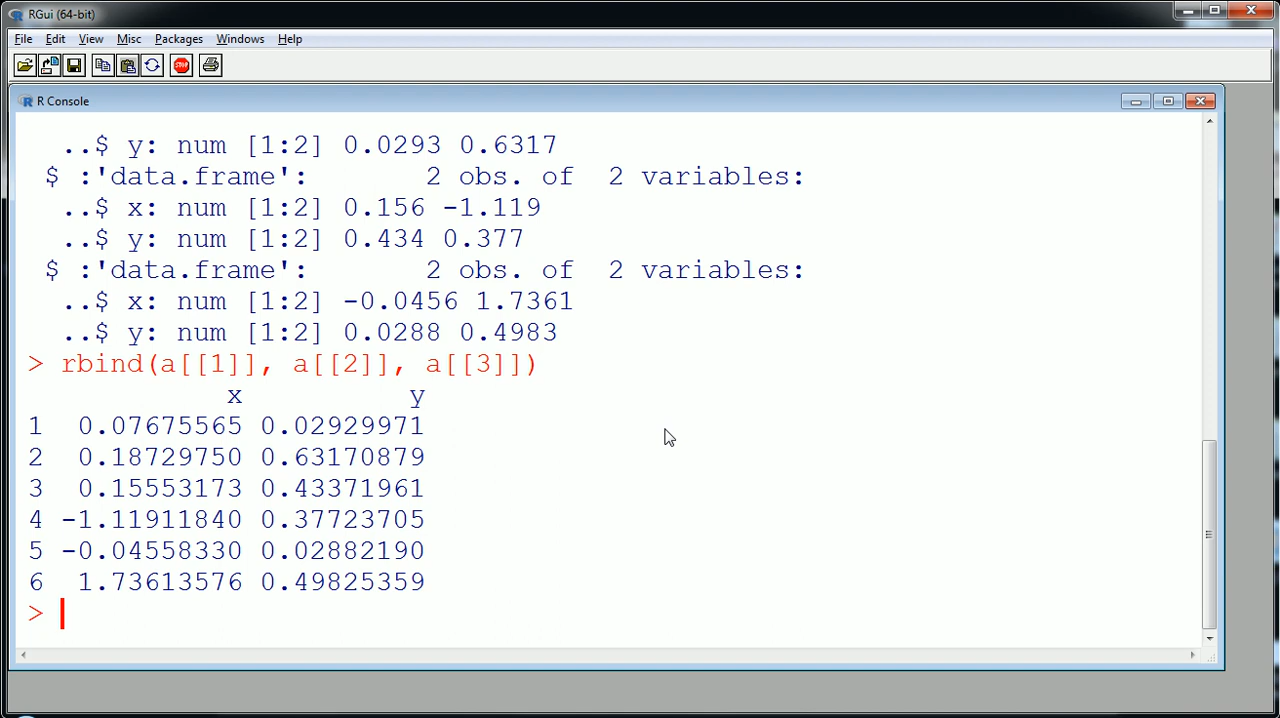 RGui (64-bit)
File Edit View Misc Packages Windows Help
STOP
R Console
..$ y: num [1:2] 0.0293 0.6317
$ :'data.frame': 2 obs. of 2 variables:
..$ x: num [1:2] 0.156 -1.119
..$ y: num [1:2] 0.434 0.377
$ :'data.frame': 2 obs. of 2 variables:
..$ x: num [1:2] -0.0456 1.7361
..$ y: num [1:2] 0.0288 0.4983
> rbind(a[[1]], a[[2]], a[[3]])
x y
1 0.07675565 0.02929971
2 0.18729750 0.63170879
3 0.15553173 0.43371961
4 -1.11911840 0.37723705
5 -0.04558330 0.02882190
6 1.73613576 0.49825359
>